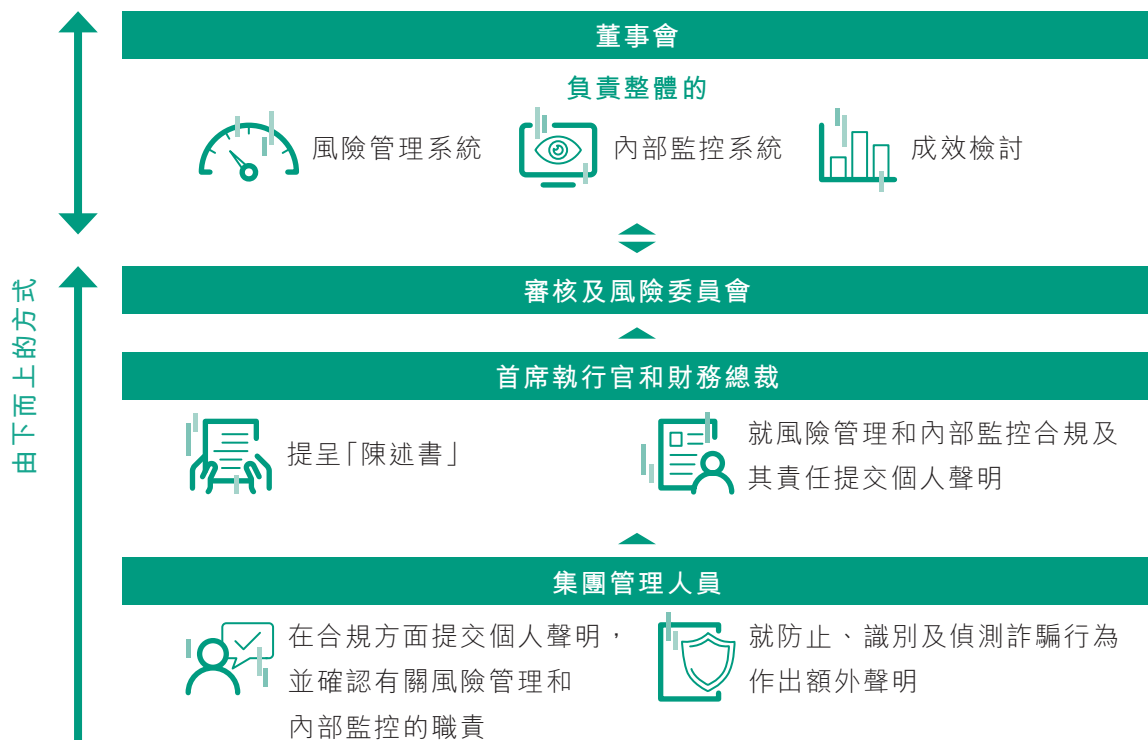 董事會
負責整體的
風險管理系統
內部監控系統
成效檢討
由下而上的方式
審核及風險委員會
首席執行官和財務總裁
提呈「陳述書」
就風險管理和內部監控合規及
其責任提交個人聲明
集團管理人員
在合規方面提交個人聲明，
並確認有關風險管理和
內部監控的職責
就防止、識別及偵測詐騙行為
作出額外聲明